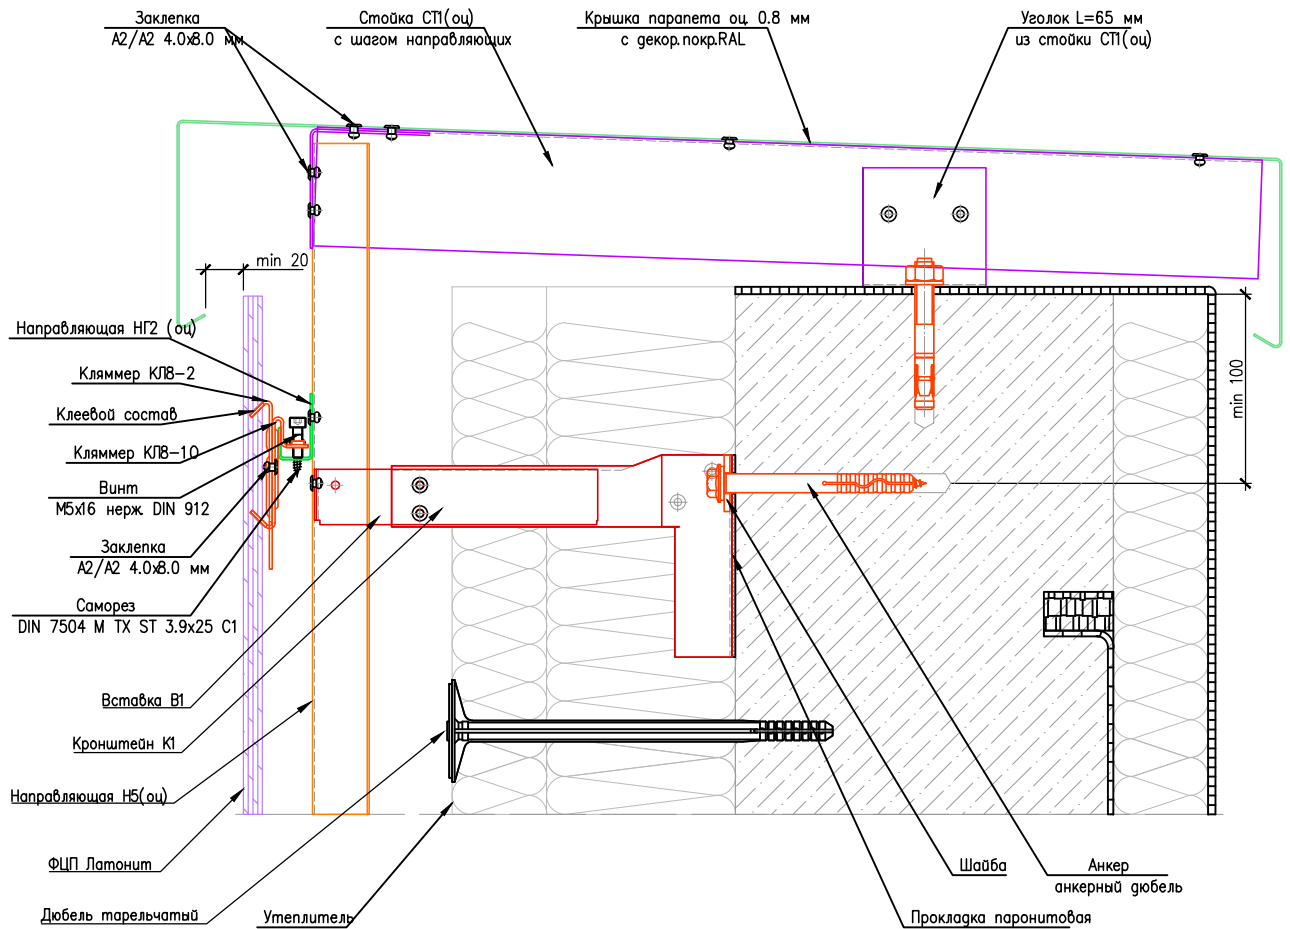 Заклепка
А2/А2 4.0х8.0 мм
Стойка СТ1(оц)
с шагом направляющих
Крышка парапета оц. 0.8 мм
с декор.покр.RAL
Уголок L=65 мм
из стойки СТ1(оц)
min 20
Направляющая НГ2 (оц)
Кляммер КЛ8-2
Клеевой состав
Кляммер КЛ8-10
Винт
М5х16 нерж. DIN 912
Заклепка
А2/А2 4.0х8.0 мм
Саморез
DIN 7504 M TX ST 3.9x25 C1
min 100
Вставка В1
Кронштейн К1
Направляющая Н5(оц)
ФЦП Латонит
Дюбель тарельчатый
Утеплитель
Шайба
Анкер
анкерный дюбель
Прокладка паронитовая